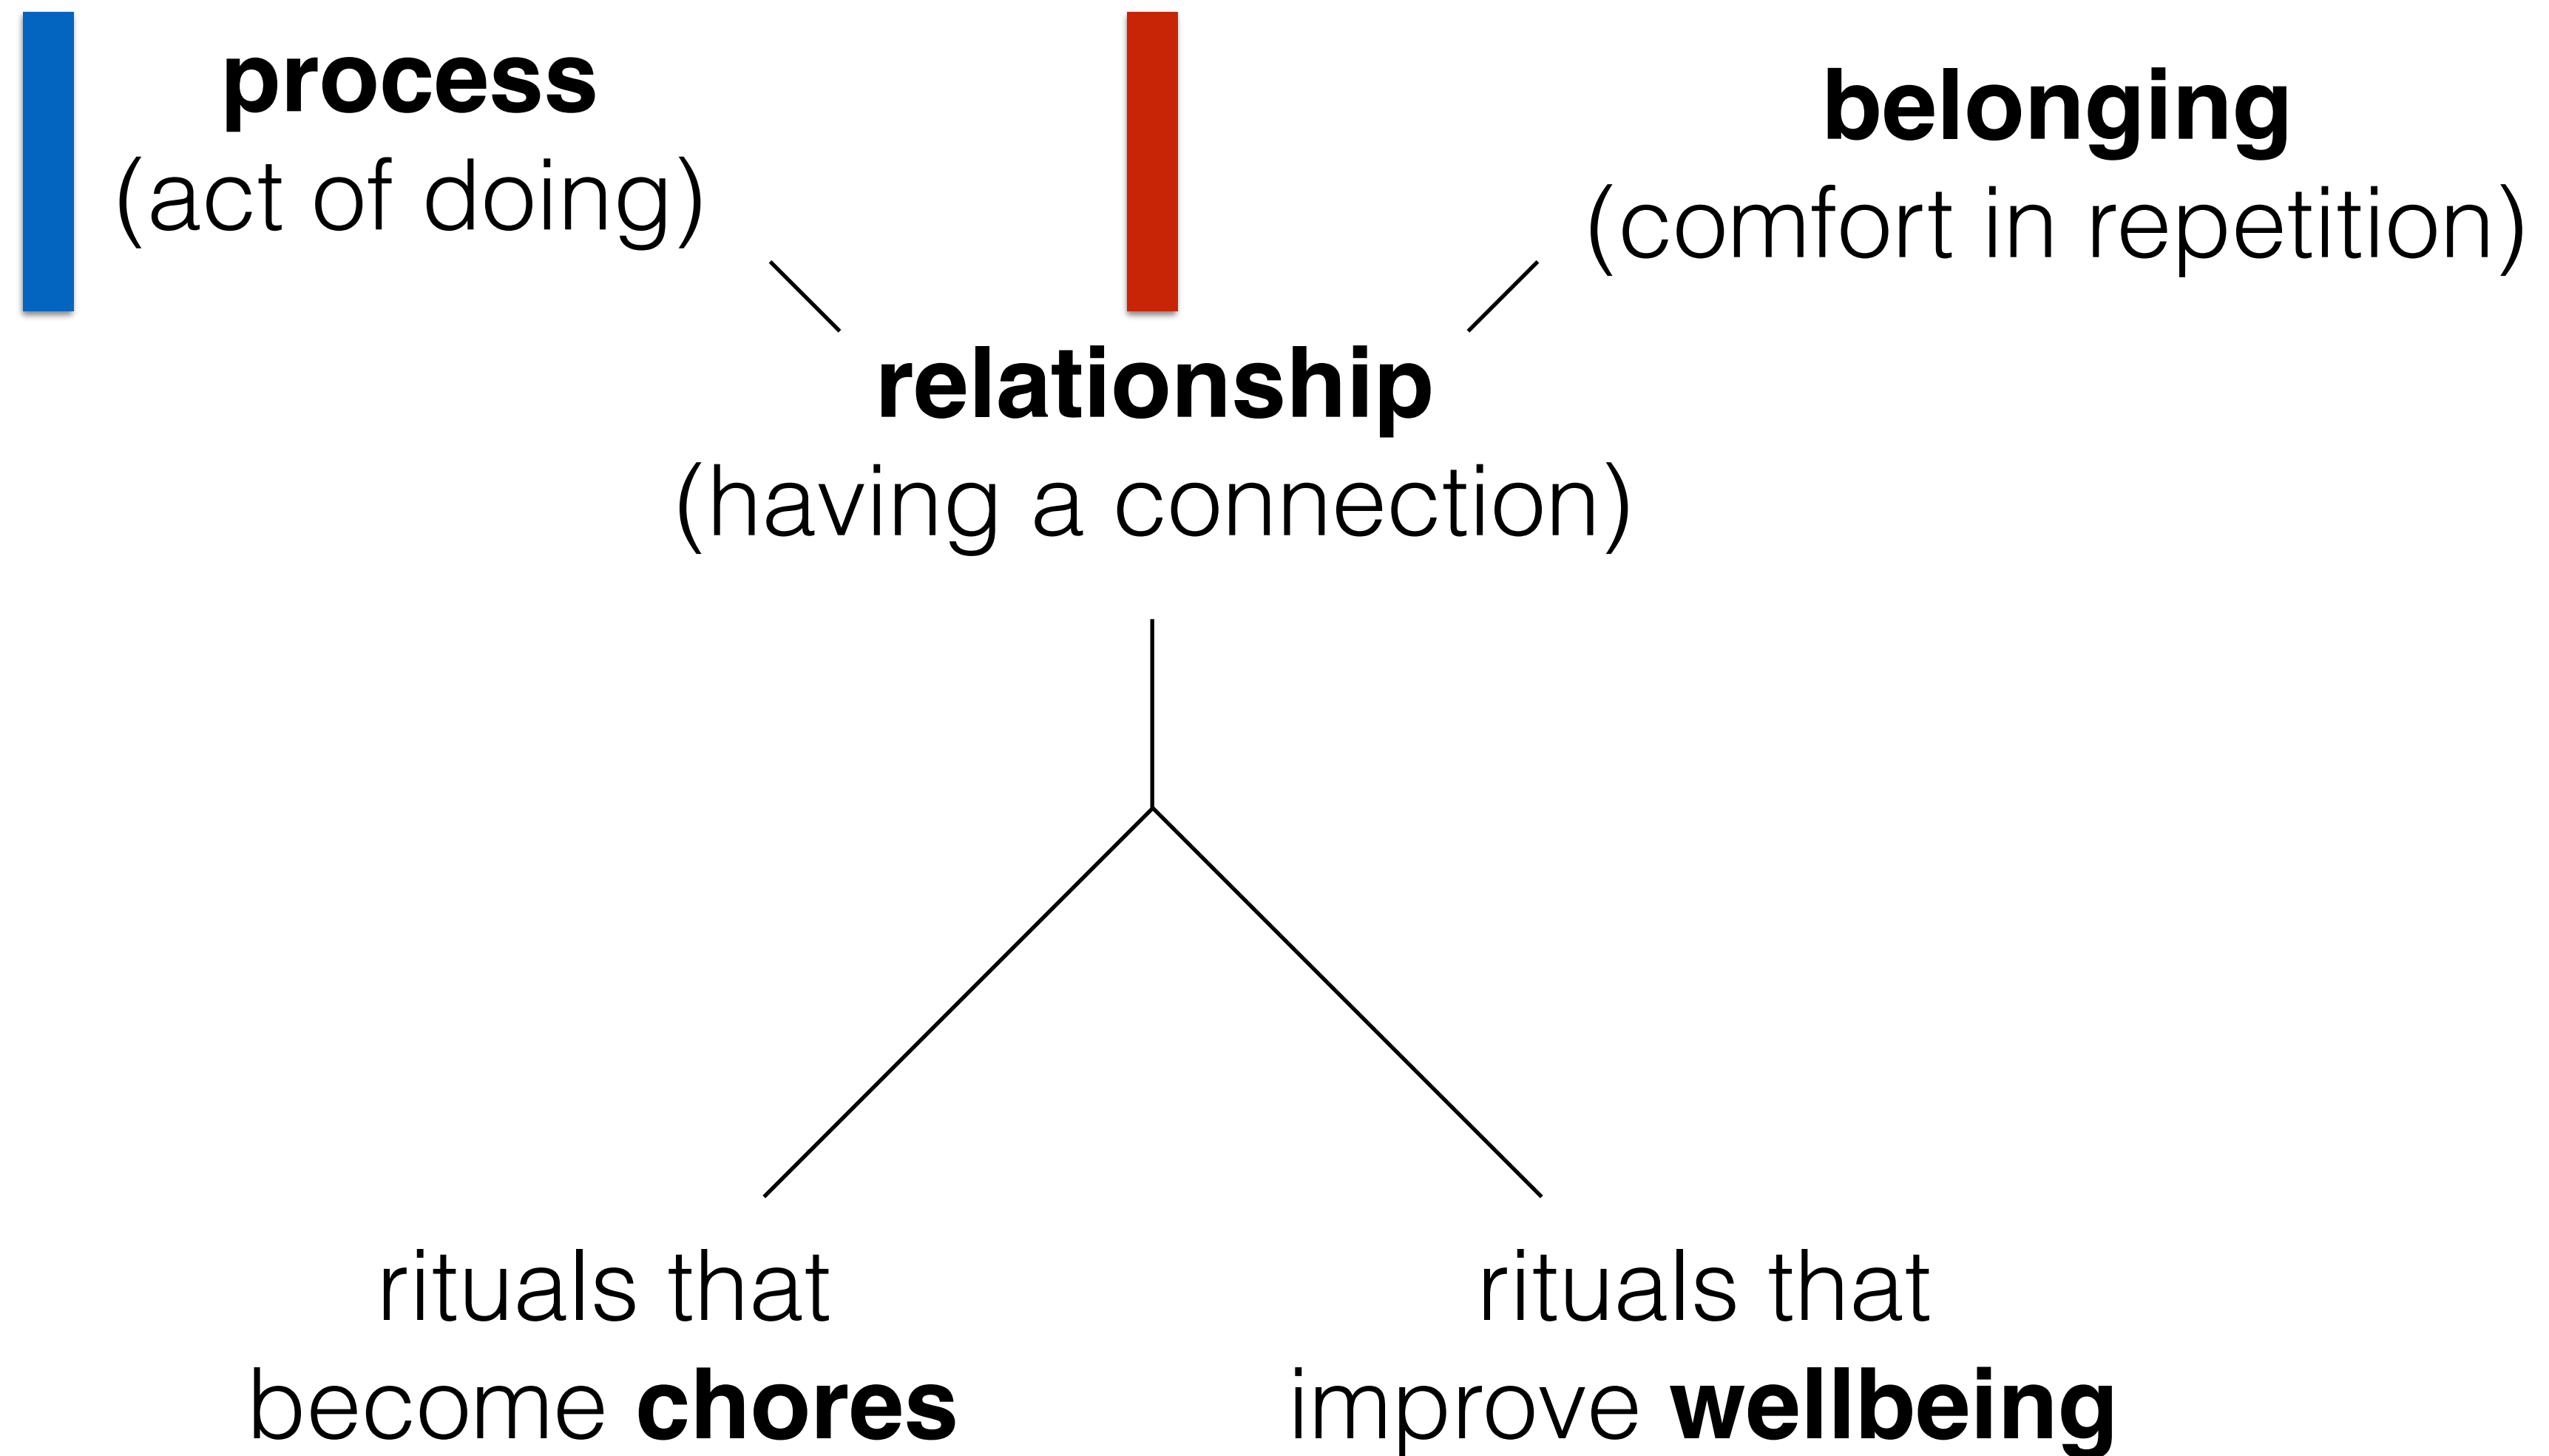 process
(act of doing)
belonging
(comfort in repetition)
relationship
(having a connection)
rituals that
become chores
rituals that
improve wellbeing